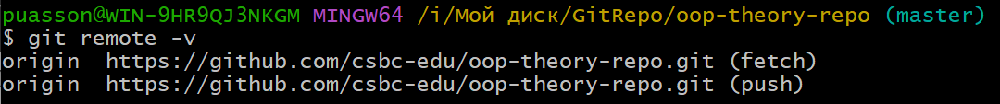 puasson@WIN-9HR9QJ3NKGM MINGW64 /i/Мой диск/GitRepo/oop-theory-repo (master)
$ git remote -v
origin  https://github.com/csbc-edu/oop-theory-repo.git (fetch)
origin  https://github.com/csbc-edu/oop-theory-repo.git (push)